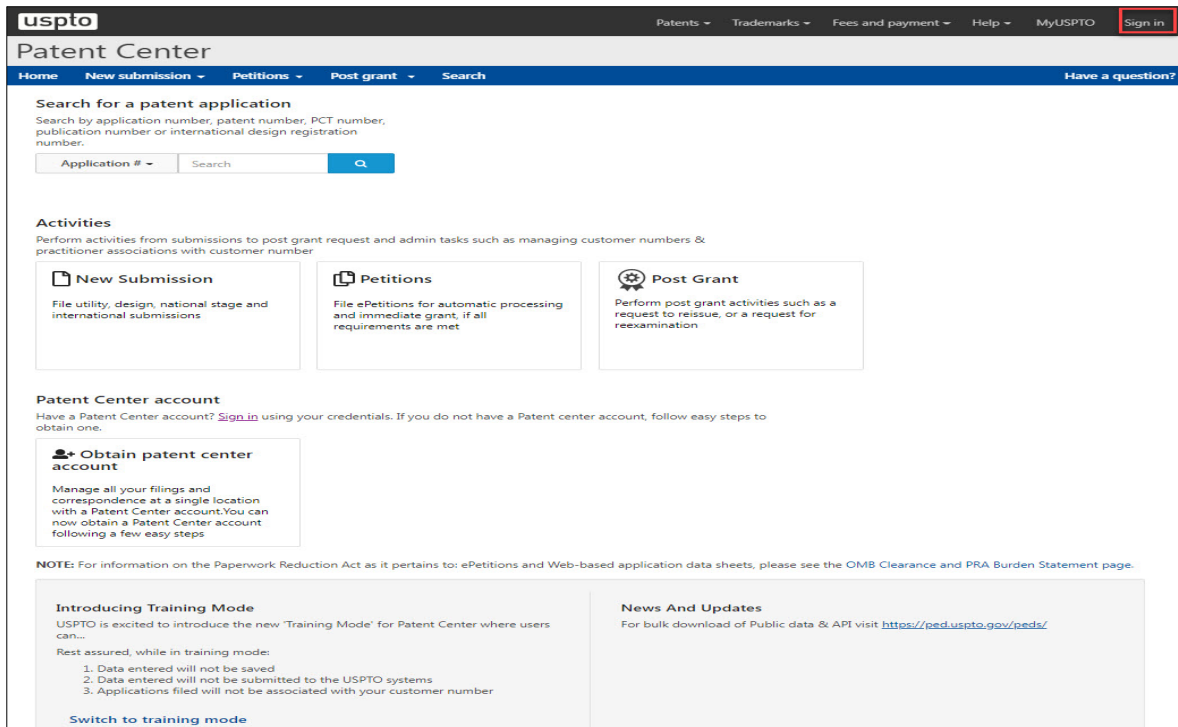 uspto
Patents Trademarks Fees and payment Help MyUSPTO Sign in
Patent Center
Home New submission Petitions Post grant Search Have a question?
Search for a patent application
Search by application number, patent number, PCT number,
publication number or international design registration
number.
Application # Search
Activities
Perform activities from submissions to post grant request and admin tasks such as managing customer numbers &
practitioner associations with customer number
New Submission
File utility, design, national stage and
international submissions
Petitions
File ePetitions for automatic processing
and immediate grant, if all
requirements are met
Post Grant
Perform post grant activities such as a
request to reissue, or a request for
reexamination
Patent Center account
Have a Patent Center account? Sign in using your credentials. If you do not have a Patent center account, follow easy steps to
obtain one.
Obtain patent center
account
Manage all your filings and
correspondence at a single location
with a Patent Center account.You can
now obtain a Patent Center account
following a few easy steps
NOTE: For information on the Paperwork Reduction Act as it pertains to: ePetitions and Web-based application data sheets, please see the OMB Clearance and PRA Burden Statement page.
Introducing Training Mode
USPTO is excited to introduce the new 'Training Mode' for Patent Center where users
can...
Rest assured, while in training mode:
1. Data entered will not be saved
2. Data entered will not be submitted to the USPTO systems
3. Applications filed will not be associated with your customer number
Switch to training mode
News And Updates
For bulk download of Public data & API visit https://ped.uspto.gov/peds/